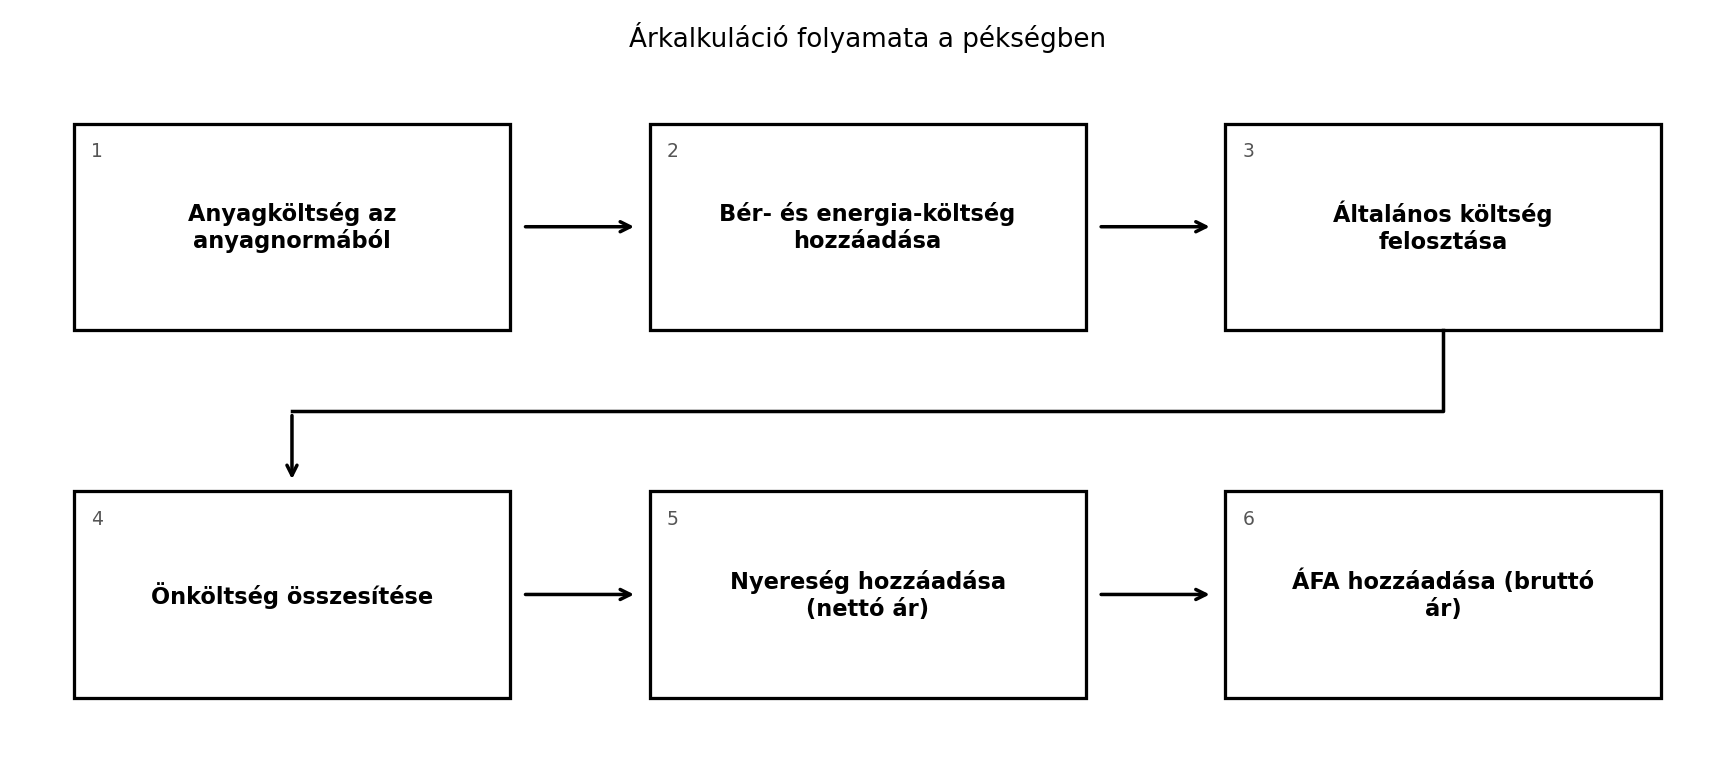 Árkalkuláció folyamata a pékségben
1
Anyagköltség az
anyagnormából
2
Bér- és energia-költség
hozzáadása
3
Általános költség
felosztása
4
Önköltség összesítése
5
Nyereség hozzáadása
(nettó ár)
6
ÁFA hozzáadása (bruttó
ár)